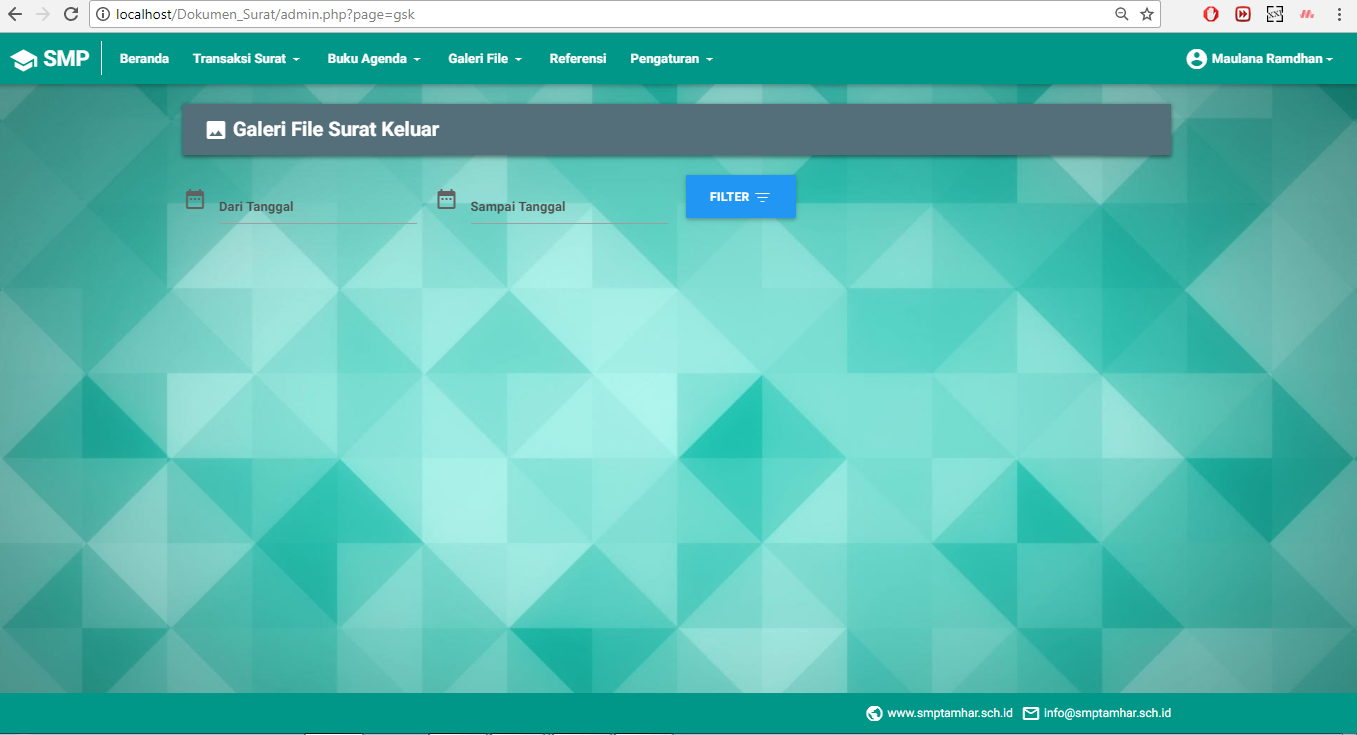 localhost/Dokumen_Surat/admin.php?page=gsk
SMP Beranda Transaksi Surat Buku Agenda Galeri File Referensi Pengaturan Maulana Ramdhan
Galeri File Surat Keluar
Dari Tanggal Sampai Tanggal FILTER
www.smptamhar.sch.id info@smptamhar.sch.id